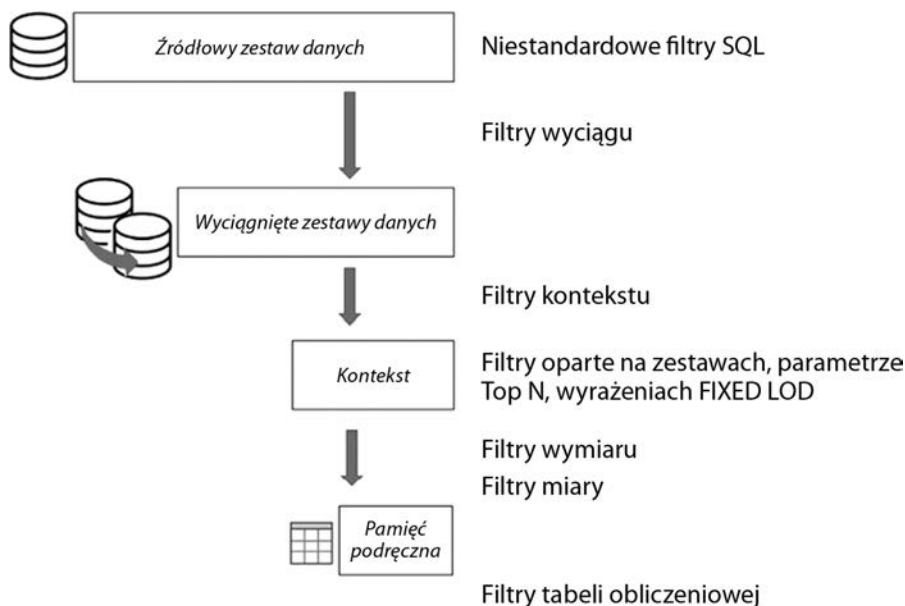 Źródłowy zestaw danych
Niestandardowe filtry SQL
Filtry wyciągu
Wyciągnięte zestawy danych
Filtry kontekstu
Kontekst
Filtry oparte na zestawach, parametrze
Top N, wyrażeniach FIXED LOD
Filtry wymiaru
Filtry miary
Pamięć
podręczna
Filtry tabeli obliczeniowej